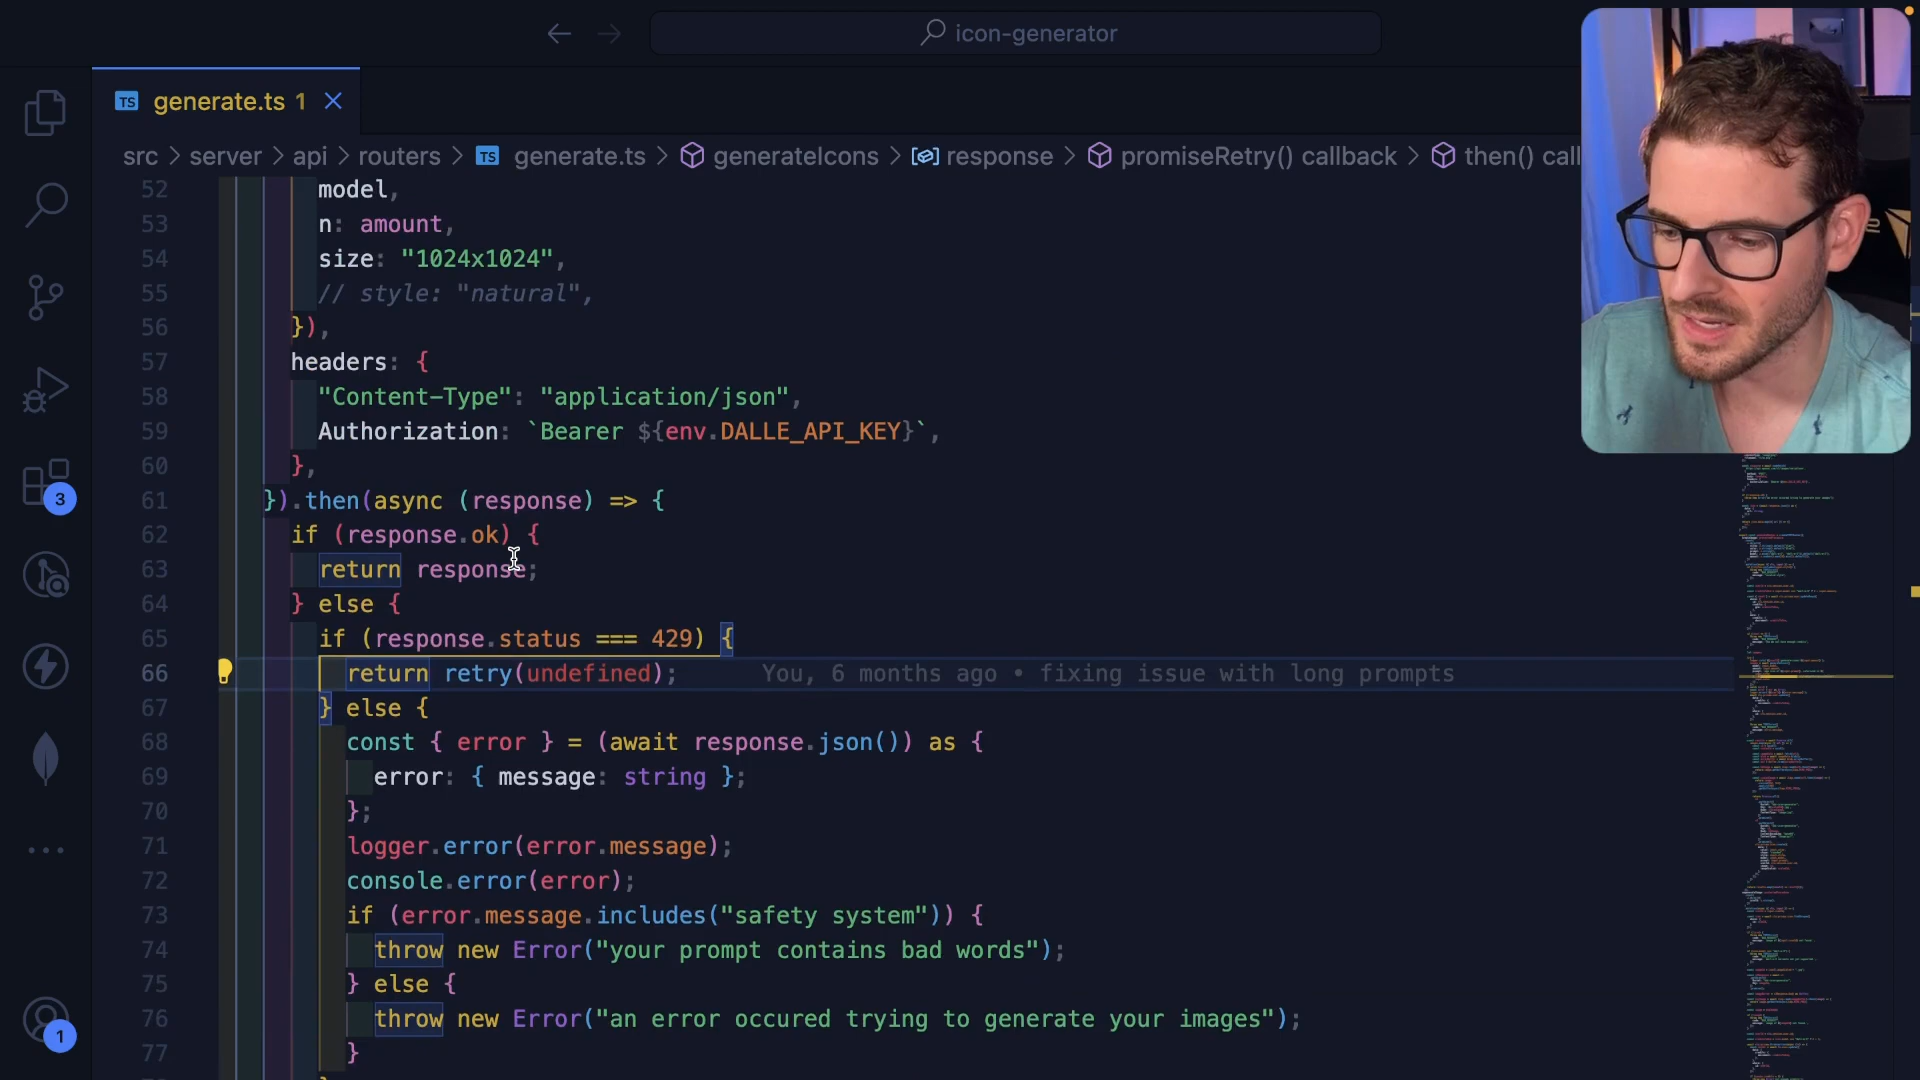 icon-generator
TS generate.ts 1
src > server > api > routers > TS generate.ts > generateIcons > response > promiseRetry() callback > then() call
52 model,
53 n: amount,
54 size: "1024x1024",
55 // style: "natural",
56 }),
57 headers: {
58 "Content-Type": "application/json",
59 Authorization: `Bearer ${env.DALLE_API_KEY}`,
60 },
61 }).then(async (response) => {
62 if (response.ok) {
63 return response;
64 } else {
65 if (response.status === 429) {
66 return retry(undefined); You, 6 months ago • fixing issue with long prompts
67 } else {
68 const { error } = (await response.json()) as {
69 error: { message: string };
70 };
71 logger.error(error.message);
72 console.error(error);
73 if (error.message.includes("safety system")) {
74 throw new Error("your prompt contains bad words");
75 } else {
76 throw new Error("an error occured trying to generate your images");
77 }
3
1